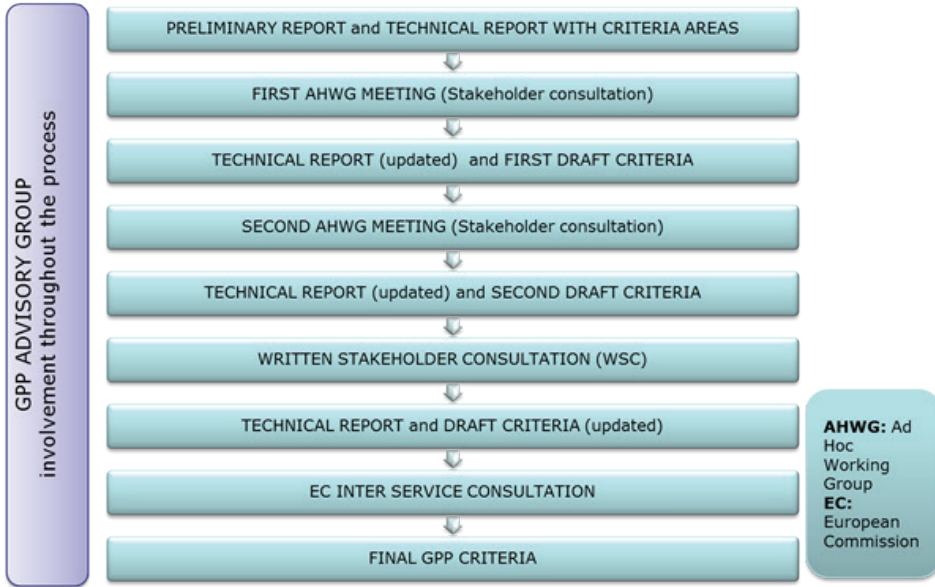 GPP ADVISORY GROUP
involvement throughout the process
PRELIMINARY REPORT and TECHNICAL REPORT WITH CRITERIA AREAS
FIRST AHWG MEETING (Stakeholder consultation)
TECHNICAL REPORT (updated) and FIRST DRAFT CRITERIA
SECOND AHWG MEETING (Stakeholder consultation)
TECHNICAL REPORT (updated) and SECOND DRAFT CRITERIA
WRITTEN STAKEHOLDER CONSULTATION (WSC)
TECHNICAL REPORT and DRAFT CRITERIA (updated)
EC INTER SERVICE CONSULTATION
FINAL GPP CRITERIA
AHWG: Ad
Hoc
Working
Group
EC:
European
Commission